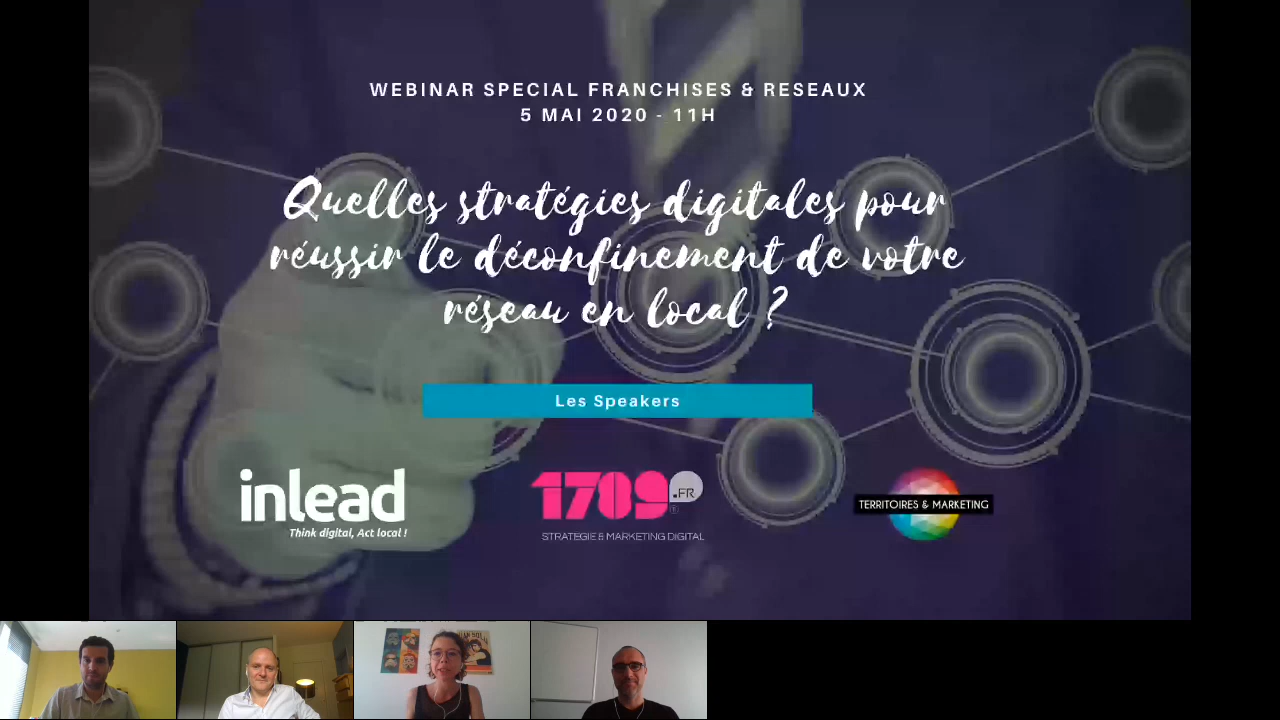 WEBINAR SPECIAL FRANCHISES & RESEAUX
5 MAI 2020 - 11H
Quelles stratégies digitales pour
réussir le déconfinement de votre
réseau en local ?
Les Speakers
inlead
Think digital, Act local !
1789.FR
STRATEGIE & MARKETING DIGITAL
TERRITOIRES & MARKETING